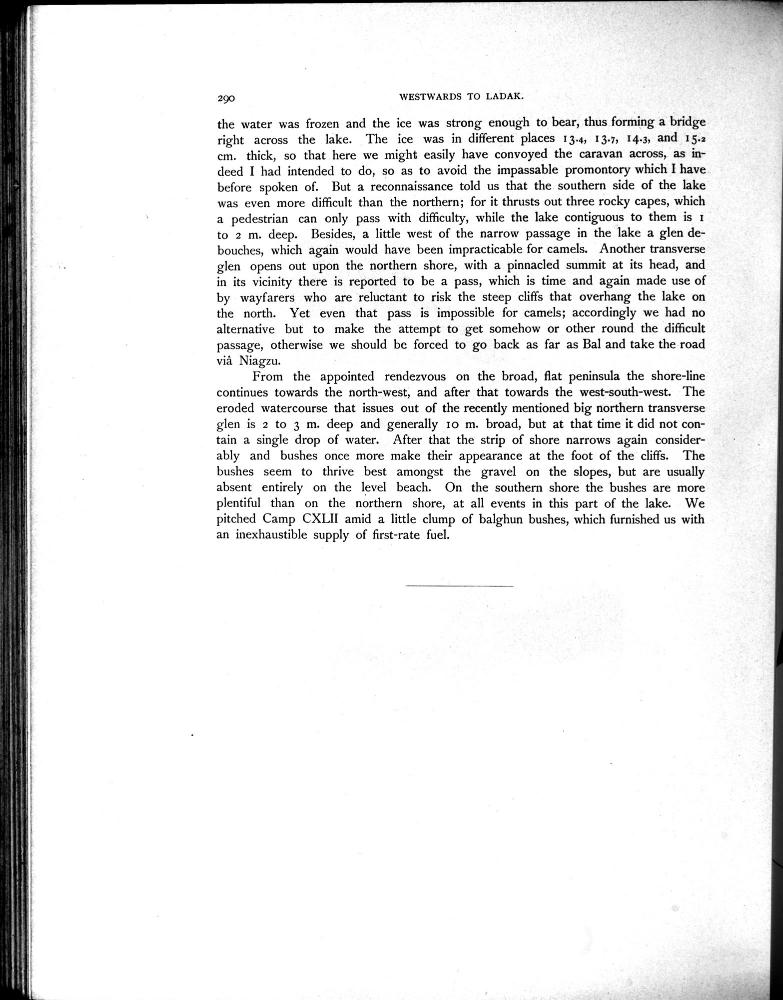 290 WESTWARDS TO LADAK.
the water was frozen and the ice was strong enough to bear, thus forming a bridge
right across the lake. The ice was in different places 13.4, 13.7, 14.3, and 15.2
cm. thick, so that here we might easily have convoyed the caravan across, as in-
deed I had intended to do, so as to avoid the impassable promontory which I have
before spoken of. But a reconnaissance told us that the southern side of the lake
was even more difficult than the northern; for it thrusts out three rocky capes, which
a pedestrian can only pass with difficulty, while the lake contiguous to them is 1
to 2 m. deep. Besides, a little west of the narrow passage in the lake a glen de-
bouches, which again would have been impracticable for camels. Another transverse
glen opens out upon the northern shore, with a pinnacled summit at its head, and
in its vicinity there is reported to be a pass, which is time and again made use of
by wayfarers who are reluctant to risk the steep cliffs that overhang the lake on
the north. Yet even that pass is impossible for camels; accordingly we had no
alternative but to make the attempt to get somehow or other round the difficult
passage, otherwise we should be forced to go back as far as Bal and take the road
viâ Niagzu.
From the appointed rendezvous on the broad, flat peninsula the shore-line
continues towards the north-west, and after that towards the west-south-west. The
eroded watercourse that issues out of the recently mentioned big northern transverse
glen is 2 to 3 m. deep and generally 10 m. broad, but at that time it did not con-
tain a single drop of water. After that the strip of shore narrows again consider-
ably and bushes once more make their appearance at the foot of the cliffs. The
bushes seem to thrive best amongst the gravel on the slopes, but are usually
absent entirely on the level beach. On the southern shore the bushes are more
plentiful than on the northern shore, at all events in this part of the lake. We
pitched Camp CXLII amid a little clump of balghun bushes, which furnished us with
an inexhaustible supply of first-rate fuel.